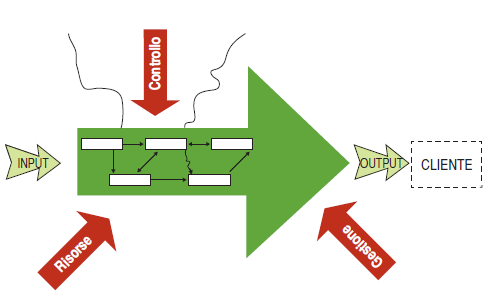 Controllo
INPUT
OUTPUT
CLIENTE
Risorse
Gestione